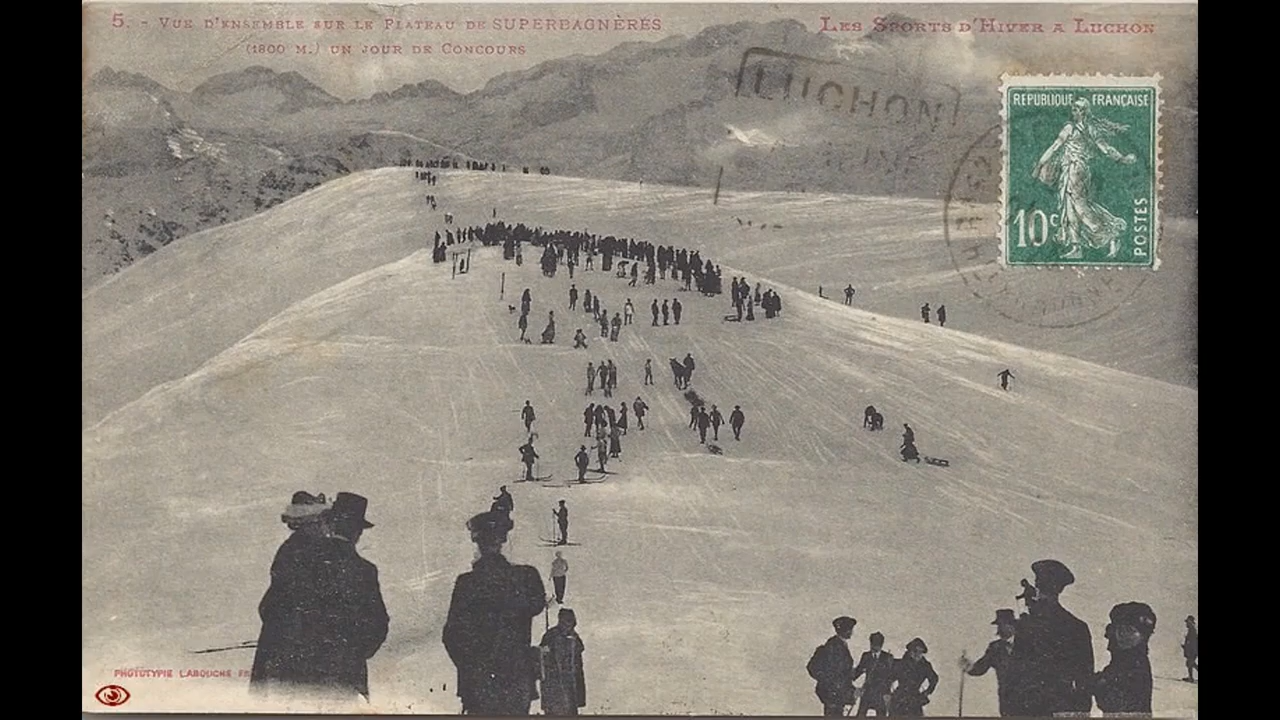 5. - VUE D'ENSEMBLE SUR LE PLATEAU DE SUPERBAGNÈRES
(1800 M.) UN JOUR DE CONCOURS
LES SPORTS D'HIVER A LUCHON
LUCHON
REPUBLIQUE FRANÇAISE
10c
POSTES
PHOTOTYPIE LABOUCHE